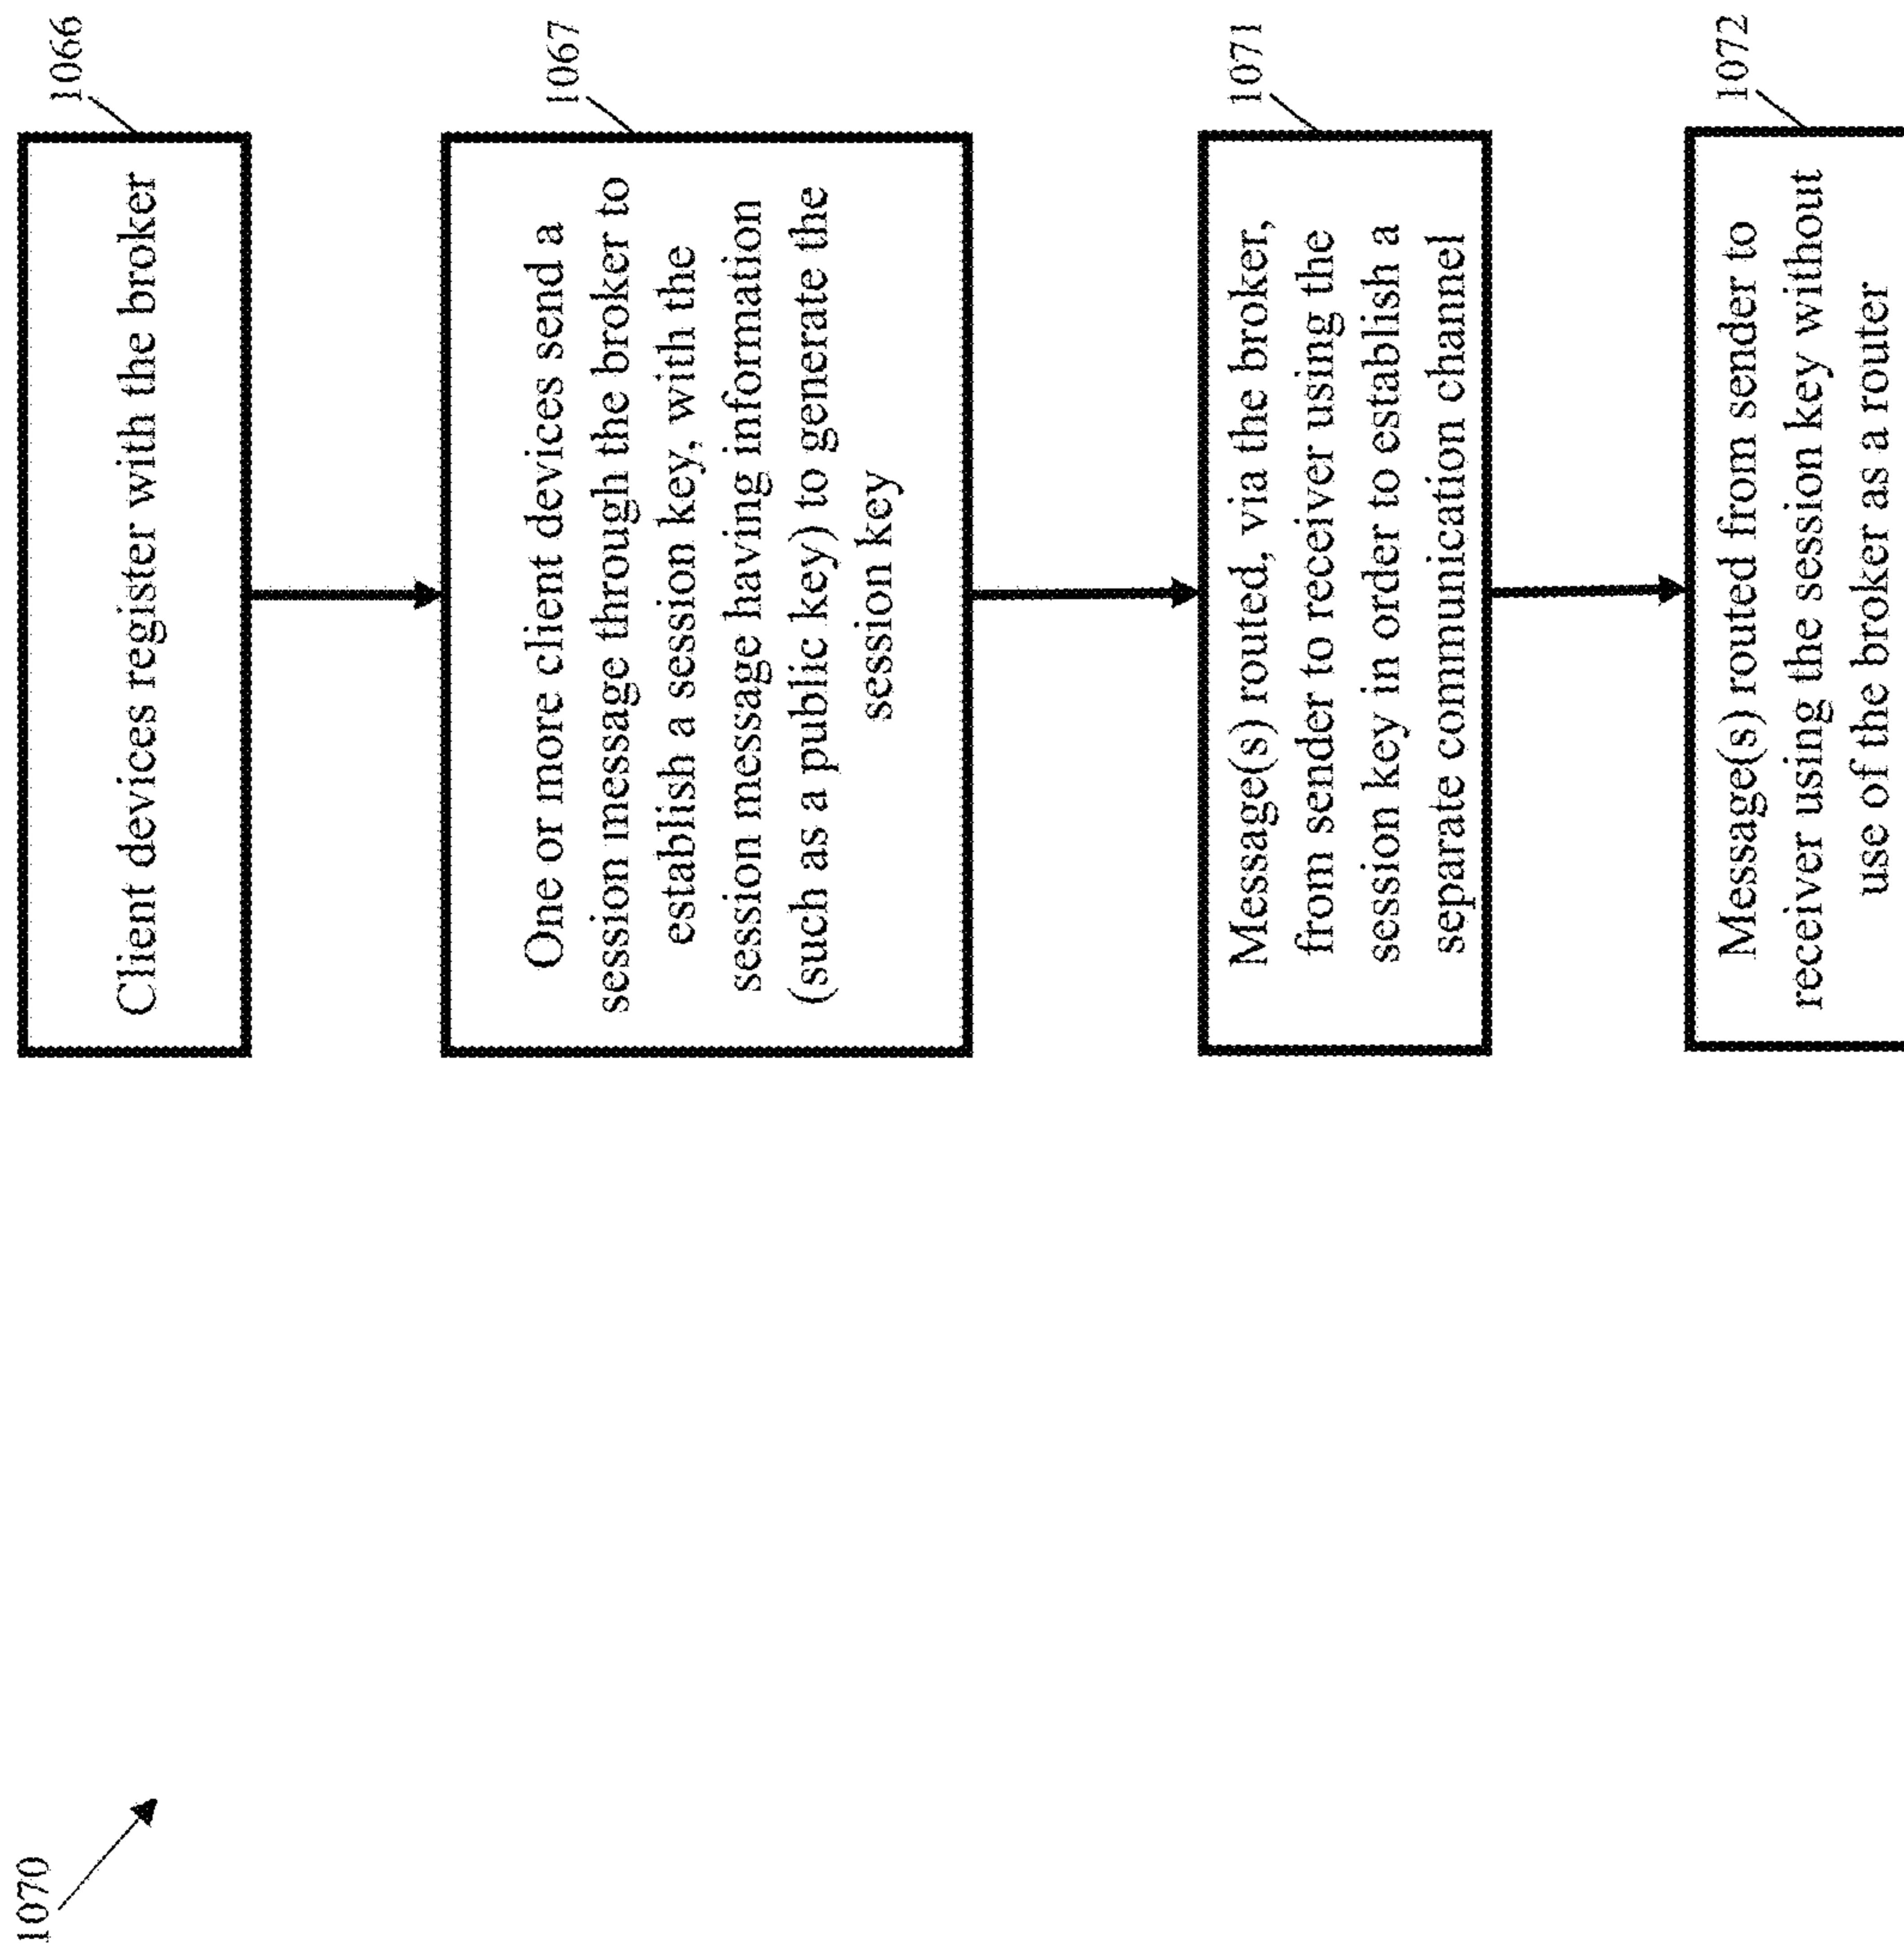 1070
1066
Client devices register with the broker
1067
One or more client devices send a
session message through the broker to
establish a session key, with the
session message having information
(such as a public key) to generate the
session key
1071
Message(s) routed, via the broker,
from sender to receiver using the
session key in order to establish a
separate communication channel
1072
Message(s) routed from sender to
receiver using the session key without
use of the broker as a router